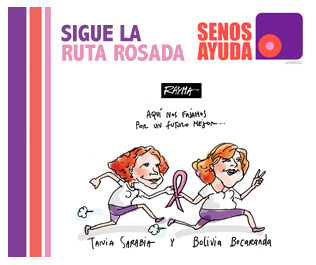 SIGUE LA
RUTA ROSADA
SENOS
AYUDA
RAYMA
AQUÍ NOS FAJAMOS
POR UN FUTURO MEJOR...
TANIA SARABIA Y BOLIVIA BOCARANDA